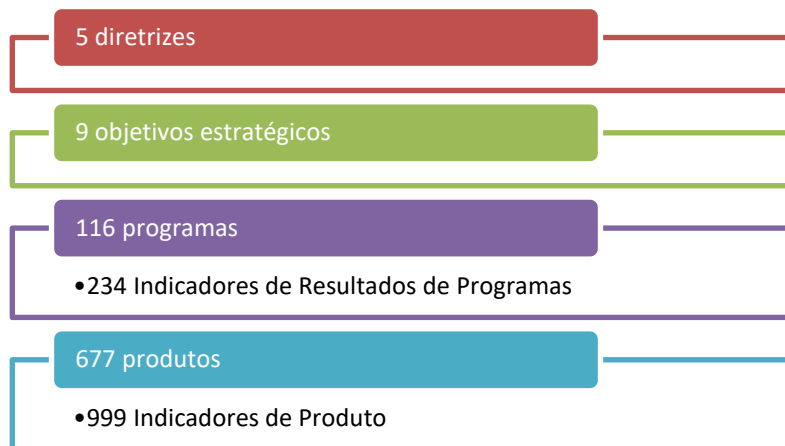 5 diretrizes
9 objetivos estratégicos
116 programas
•234 Indicadores de Resultados de Programas
677 produtos
•999 Indicadores de Produto